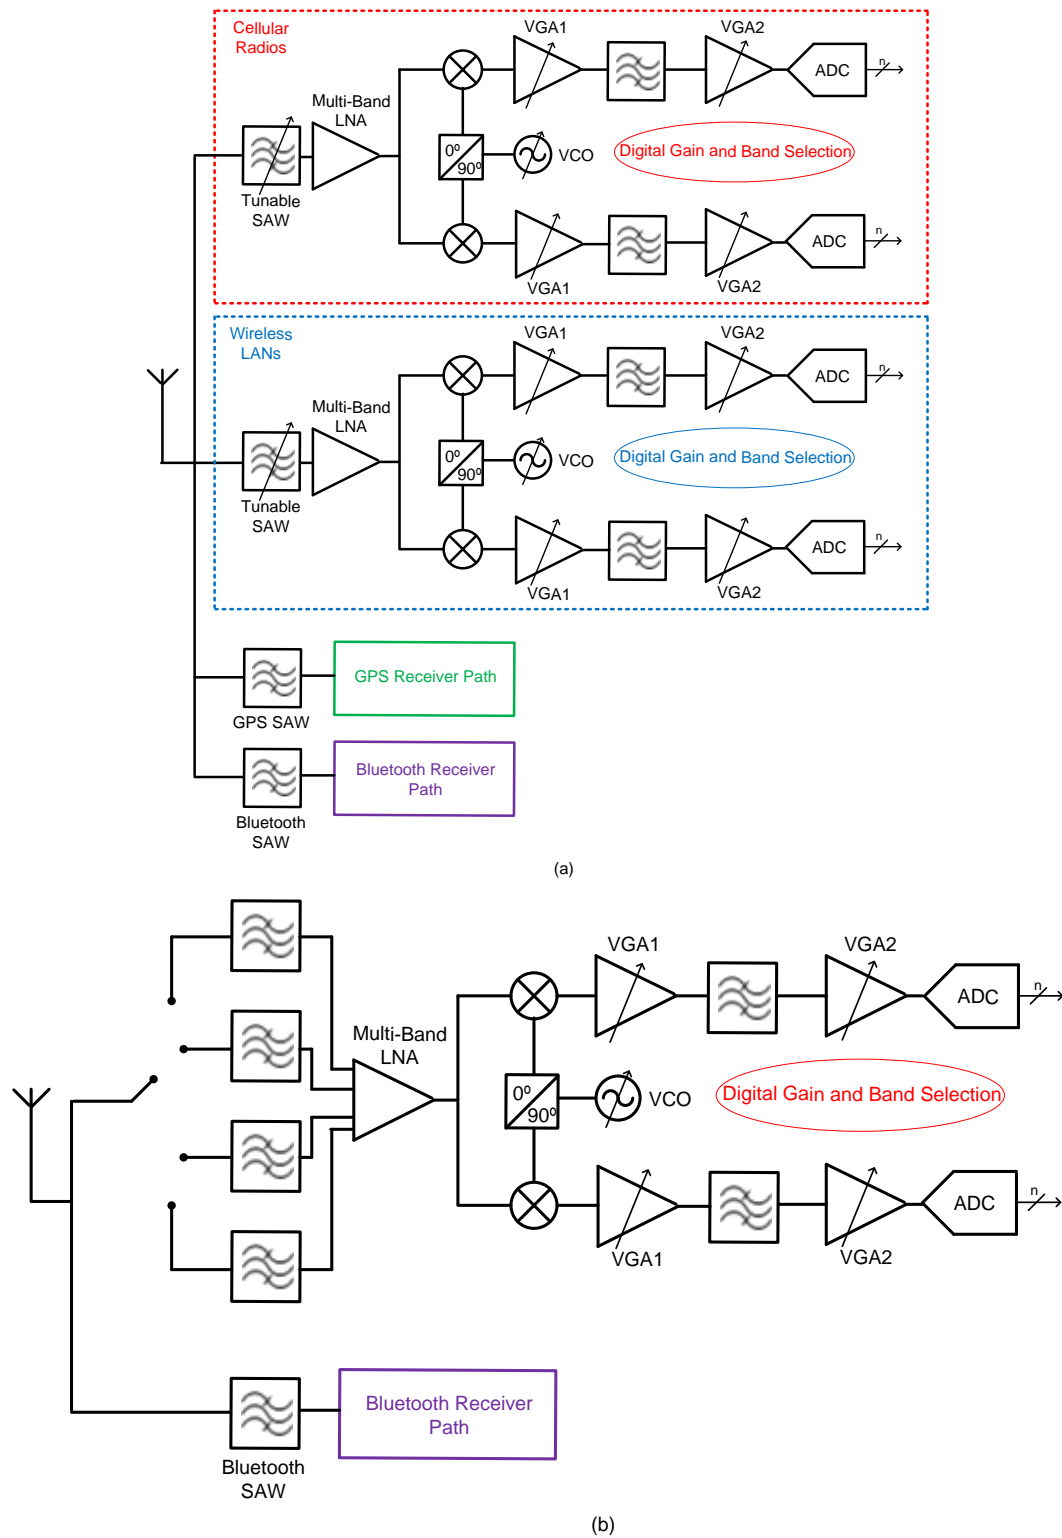 Cellular
Radios
VGA1
VGA2
ADC
n
Multi-Band
LNA
0º
90º
VCO
Digital Gain and Band Selection
Tunable
SAW
VGA1
VGA2
ADC
n
Wireless
LANs
VGA1
VGA2
ADC
n
Multi-Band
LNA
0º
90º
VCO
Digital Gain and Band Selection
Tunable
SAW
VGA1
VGA2
ADC
n
GPS Receiver Path
GPS SAW
Bluetooth Receiver
Path
Bluetooth
SAW
(a)
VGA1
VGA2
ADC
n
Multi-Band
LNA
0º
90º
VCO
Digital Gain and Band Selection
VGA1
VGA2
ADC
n
Bluetooth Receiver
Path
Bluetooth
SAW
(b)